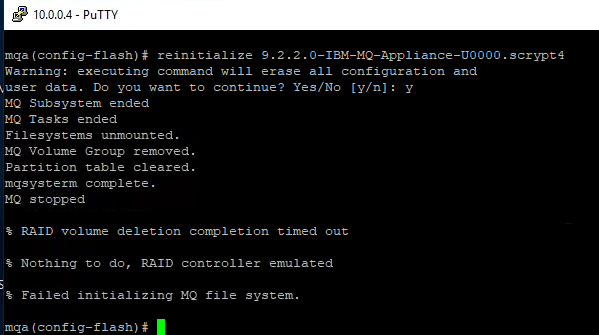 10.0.0.4 - PuTTY
mqa(config-flash)# reinitialize 9.2.2.0-IBM-MQ-Appliance-U0000.scrypt4
Warning: executing command will erase all configuration and
user data. Do you want to continue? Yes/No [y/n]: y
MQ Subsystem ended
MQ Tasks ended
Filesystems unmounted.
MQ Volume Group removed.
Partition table cleared.
mqsysterm complete.
MQ stopped
% RAID volume deletion completion timed out
% Nothing to do, RAID controller emulated
% Failed initializing MQ file system.
mqa(config-flash)#